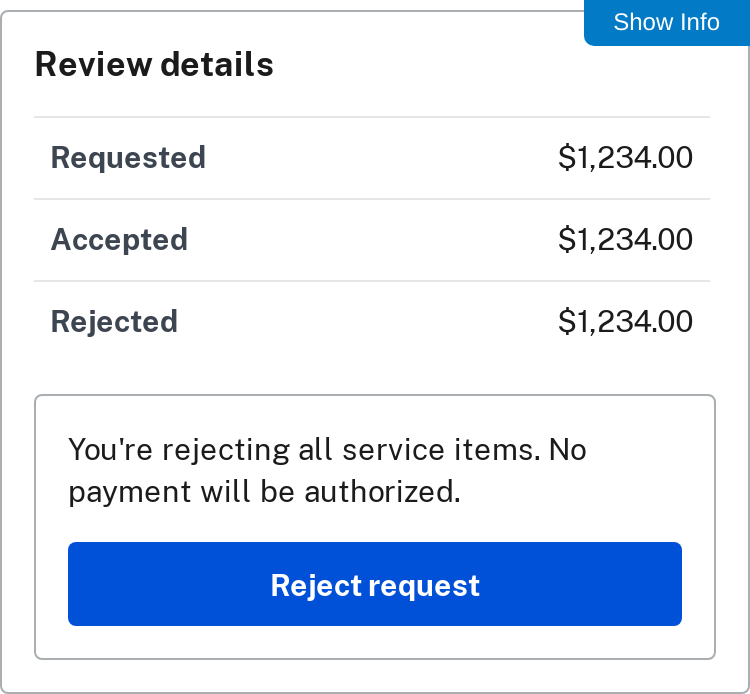 Show Info
Review details
Requested $1,234.00
Accepted $1,234.00
Rejected $1,234.00
You're rejecting all service items. No
payment will be authorized.
Reject request